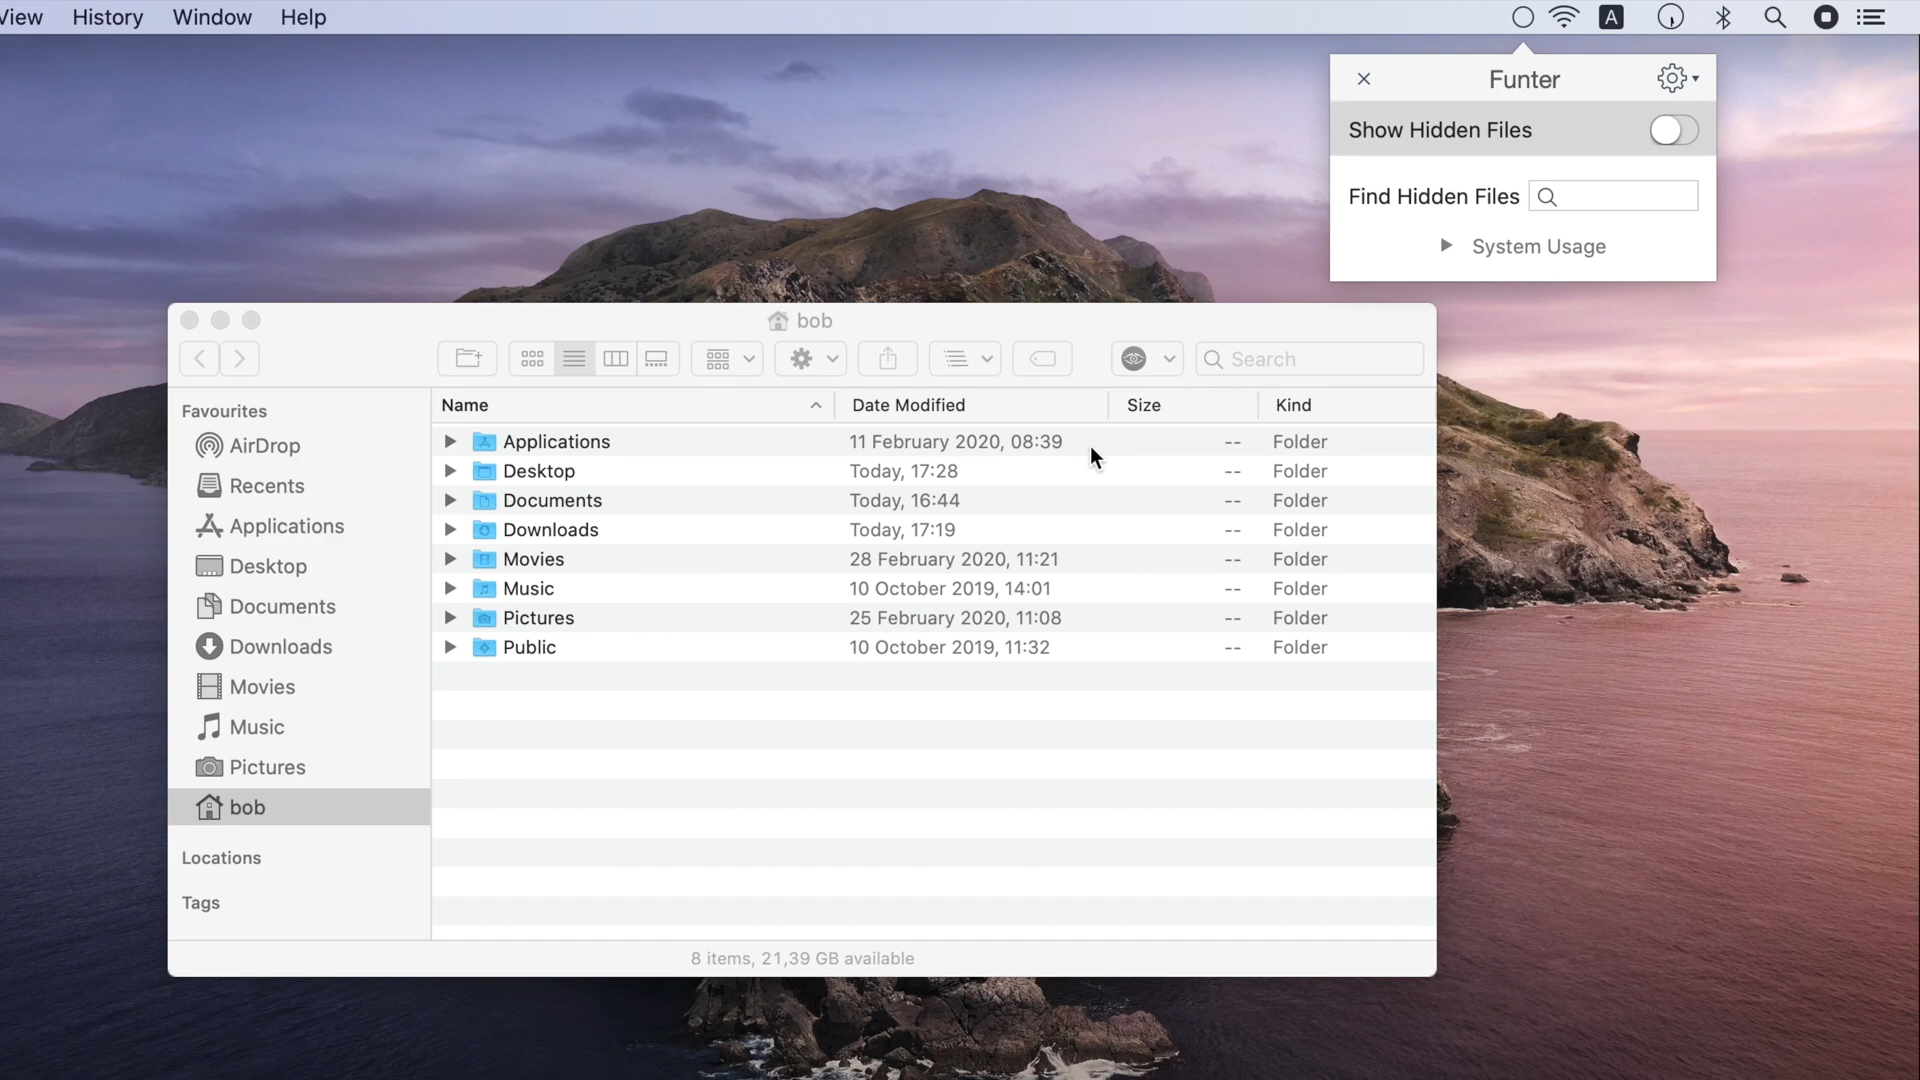 View History Window Help
A
Funter
Show Hidden Files
Find Hidden Files
System Usage
bob
Search
Favourites
AirDrop
Recents
Applications
Desktop
Documents
Downloads
Movies
Music
Pictures
bob
Locations
Tags
Name Date Modified Size Kind
Applications 11 February 2020, 08:39 -- Folder
Desktop Today, 17:28 -- Folder
Documents Today, 16:44 -- Folder
Downloads Today, 17:19 -- Folder
Movies 28 February 2020, 11:21 -- Folder
Music 10 October 2019, 14:01 -- Folder
Pictures 25 February 2020, 11:08 -- Folder
Public 10 October 2019, 11:32 -- Folder
8 items, 21,39 GB available